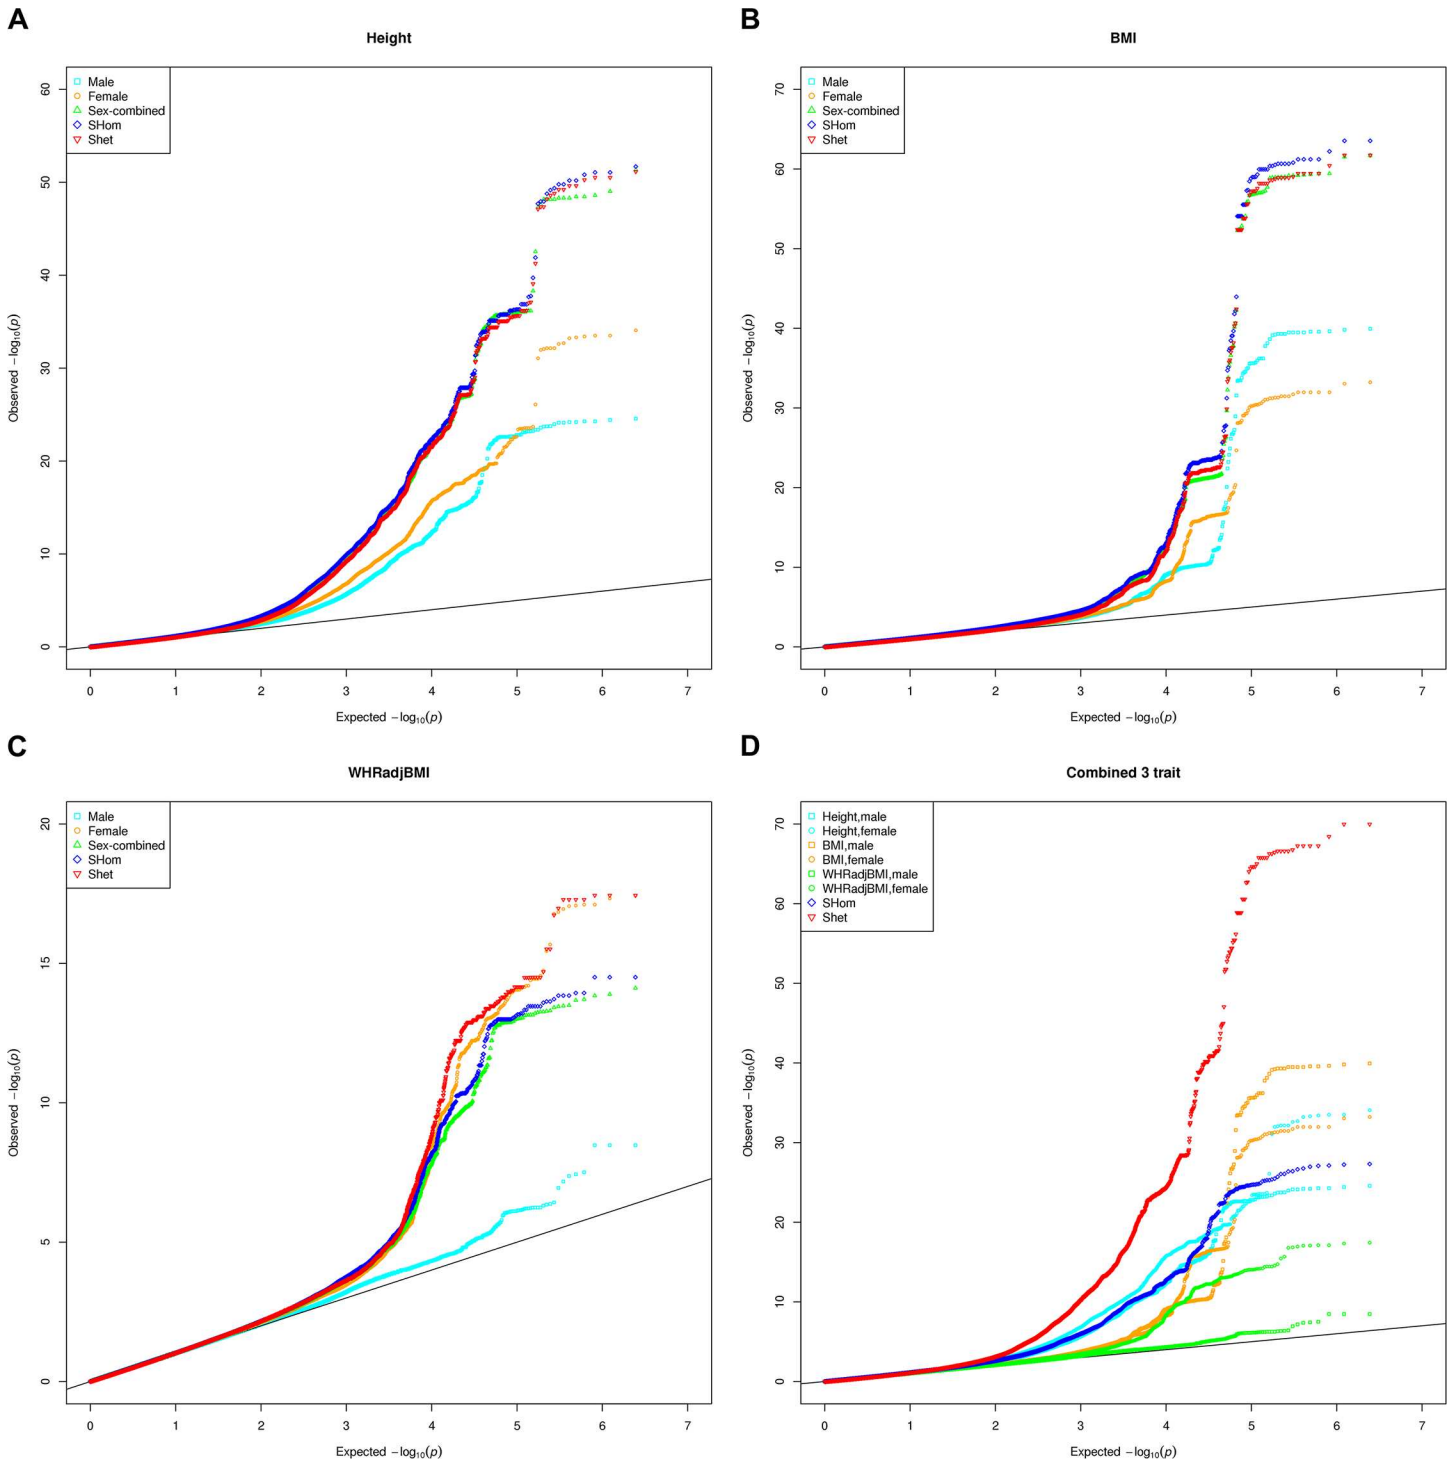 A
Height
Male
Female
Sex-combined
SHom
Shet
60
50
40
30
20
10
0
Observed −log₁₀(p)
0 1 2 3 4 5 6 7
Expected −log₁₀(p)
B
BMI
Male
Female
Sex-combined
SHom
Shet
70
60
50
40
30
20
10
0
Observed −log₁₀(p)
0 1 2 3 4 5 6 7
Expected −log₁₀(p)
C
WHRadjBMI
Male
Female
Sex-combined
SHom
Shet
20
15
10
5
0
Observed −log₁₀(p)
0 1 2 3 4 5 6 7
Expected −log₁₀(p)
D
Combined 3 trait
Height,male
Height,female
BMI,male
BMI,female
WHRadjBMI,male
WHRadjBMI,female
SHom
Shet
70
60
50
40
30
20
10
0
Observed −log₁₀(p)
0 1 2 3 4 5 6 7
Expected −log₁₀(p)